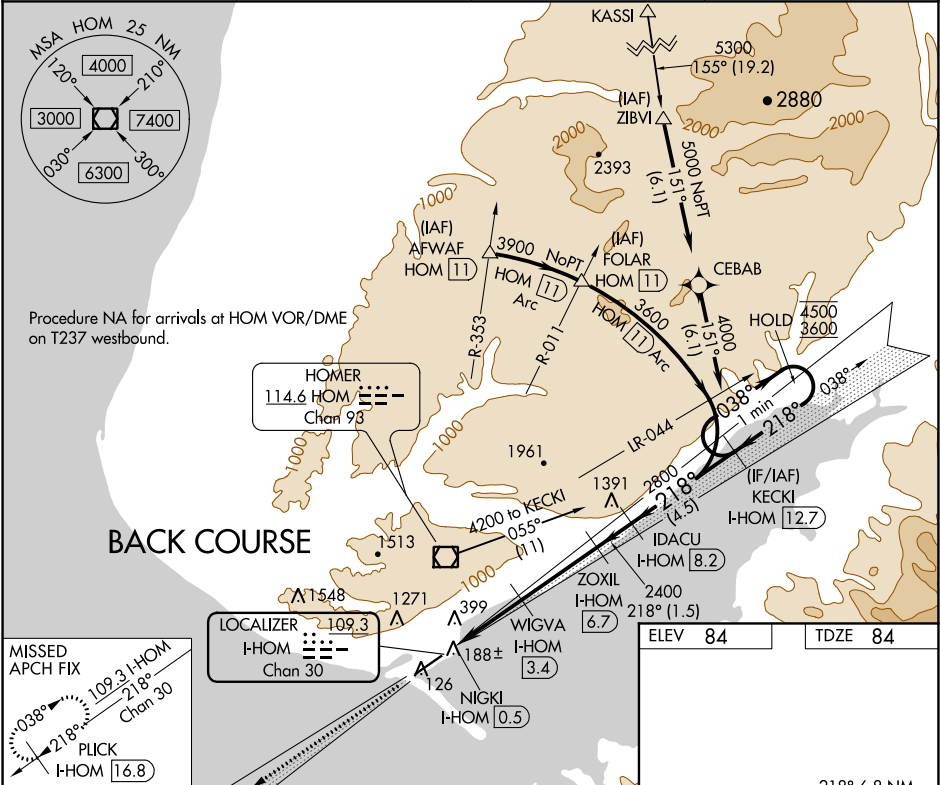 MSA HOM 25 NM
120°
4000
210°
3000
7400
030°
6300
300°
KASSI
5300
155° (19.2)
(IAF)
ZIBVI
2880
2000
2000
2000
2393
5000 NoPT
151°
(6.1)
1000
(IAF)
AFWAF
HOM 11
3900
NoPT
HOM 11
Arc
(IAF)
FOLAR
HOM 11
CEBAB
3600
HOM 11 Arc
4000
151°
(6.1)
HOLD
4500
3600
Procedure NA for arrivals at HOM VOR/DME
on T237 westbound.
R-353
R-011
HOMER
114.6 HOM
Chan 93
1000
1000
038°
1 min
218°
038°
LR-044
1961
1391
2800
218°
(4.5)
(IF/IAF)
KECKI
I-HOM 12.7
4200 to KECKI
055°
(11)
IDACU
I-HOM 8.2
BACK COURSE
1513
1000
ZOXIL
I-HOM
6.7
2400
218° (1.5)
1548
1271
399
WIGVA
I-HOM
3.4
LOCALIZER 109.3
I-HOM
Chan 30
188±
126
NIGKI
I-HOM 0.5
ELEV 84
TDZE 84
MISSED
APCH FIX
109.3 I-HOM
218°
Chan 30
038°
218°
PLICK
I-HOM 16.8